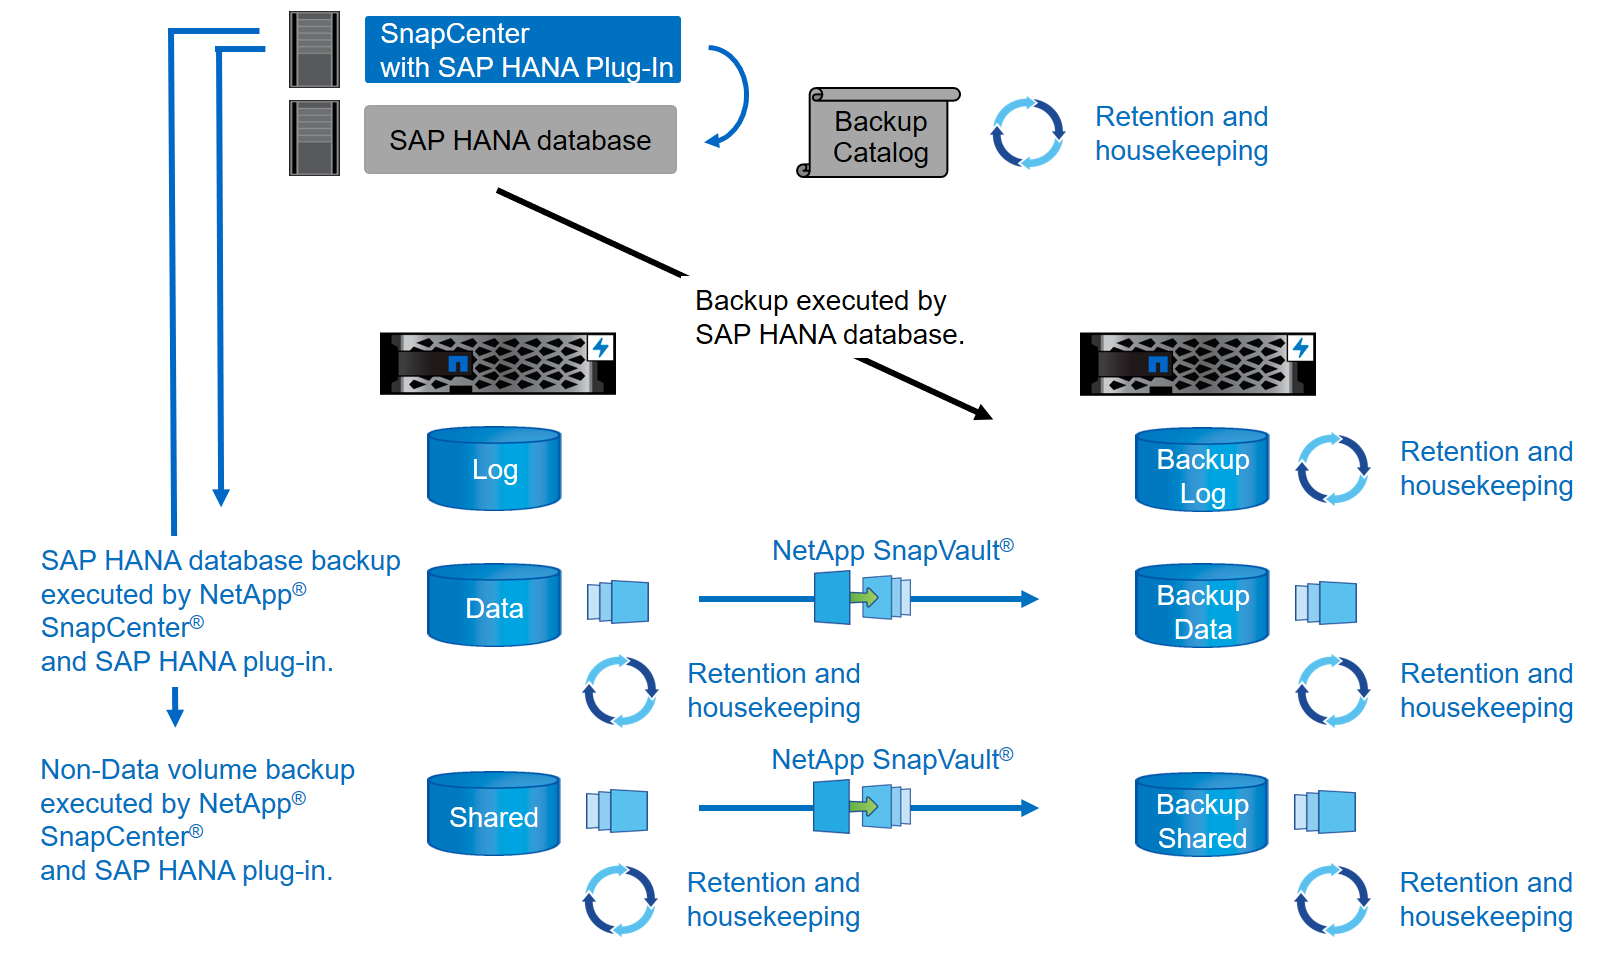 SnapCenter
with SAP HANA Plug-In
SAP HANA database
Backup
Catalog
Retention and
housekeeping
Backup executed by
SAP HANA database.
Log
Backup
Log
Retention and
housekeeping
SAP HANA database backup
executed by NetApp®
SnapCenter®
and SAP HANA plug-in.
Data
NetApp SnapVault®
Backup
Data
Retention and
housekeeping
Retention and
housekeeping
Non-Data volume backup
executed by NetApp®
SnapCenter®
and SAP HANA plug-in.
Shared
NetApp SnapVault®
Backup
Shared
Retention and
housekeeping
Retention and
housekeeping